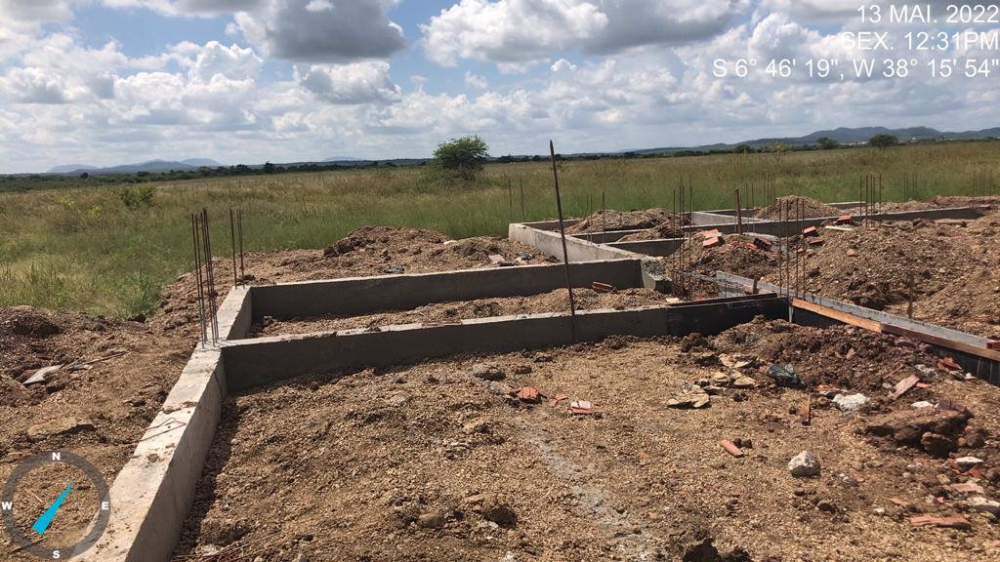 13 MAI. 2022
SEX. 12:31PM
S 6° 46' 19", W 38° 15' 54"
N
W E
S